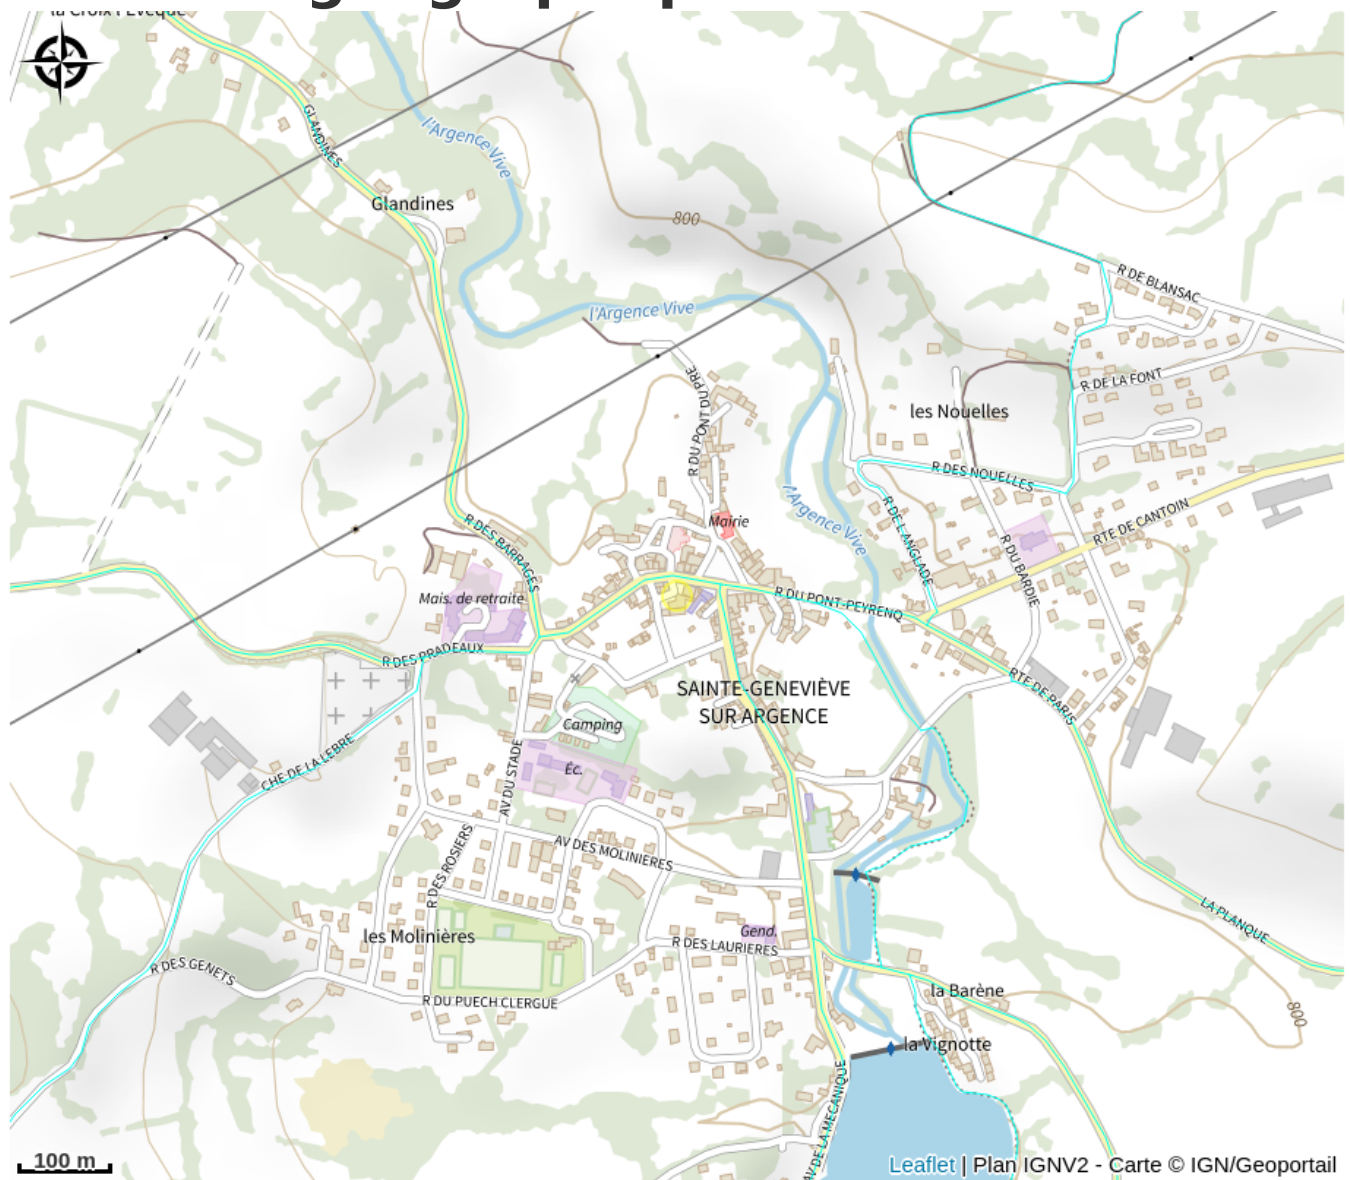 la Croix l'Evêque
GLANDINES
l'Argence Vive
Glandines
800
R DE BLANSAC
l'Argence Vive
R DU PONT DU PRE
R DE LA FONT
les Nouelles
R DES NOUELLES
l'Argence Vive
R DE L'ANGLADE
RTE DE CANTOIN
Mairie
R DES BARRAGES
R DU BARDIE
Mais. de retraite
R DU PONT-PEYRENQ
R DES PRADEAUX
SAINTE-GENEVIÈVE
SUR ARGENCE
RTE DE PARIS
Camping
CHE DE LA LEBRE
AV DU STADE
Éc.
AV DES MOLINIERES
R DES ROSIERS
LA PLANQUE
les Molinières
Gend.
R DES LAURIERES
R DES GENETS
R DU PUECH CLERGUE
la Barène
800
la Vignotte
AV DE LA MECANIQUE
100 m
Leaflet | Plan IGNV2 - Carte © IGN/Geoportail